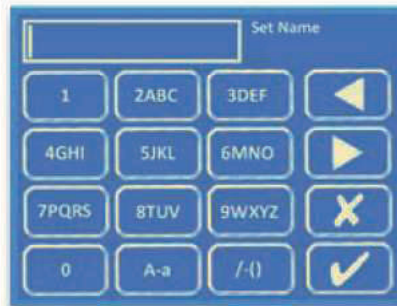 Set Name
1 2ABC 3DEF
4GHI 5JKL 6MNO
7PQRS 8TUV 9WXYZ
0 A-a /-()